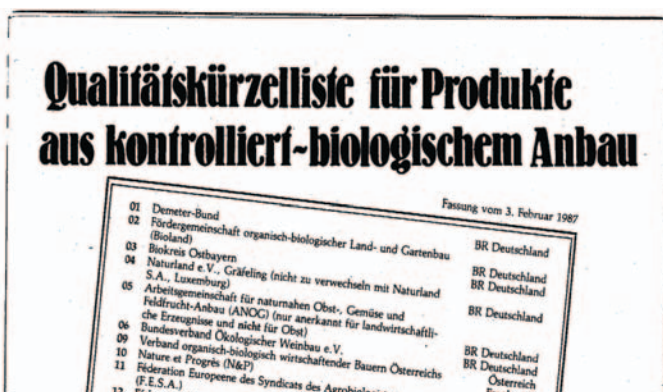 Qualitätskürzelliste für Produkte
aus kontrolliert-biologischem Anbau
Fassung vom 3. Februar 1987
01 Demeter-Bund BR Deutschland
02 Fördergemeinschaft organisch-biologischer Land- und Gartenbau
(Bioland) BR Deutschland
03 Biokreis Ostbayern BR Deutschland
04 Naturland e.V., Gräfeling (nicht zu verwechseln mit Naturland
S.A., Luxemburg) BR Deutschland
05 Arbeitsgemeinschaft für naturnahen Obst-, Gemüse und
Feldfrucht-Anbau (ANOG) (nur anerkannt für landwirtschaftli-
che Erzeugnisse und nicht für Obst) BR Deutschland
06 Bundesverband Ökologischer Weinbau e.V. BR Deutschland
09 Verband organisch-biologisch wirtschaftender Bauern Österreichs Österreich
10 Nature et Progrès (N&P)
11 Féderation Europeene des Syndicats des
(F.E.S.A.)
12